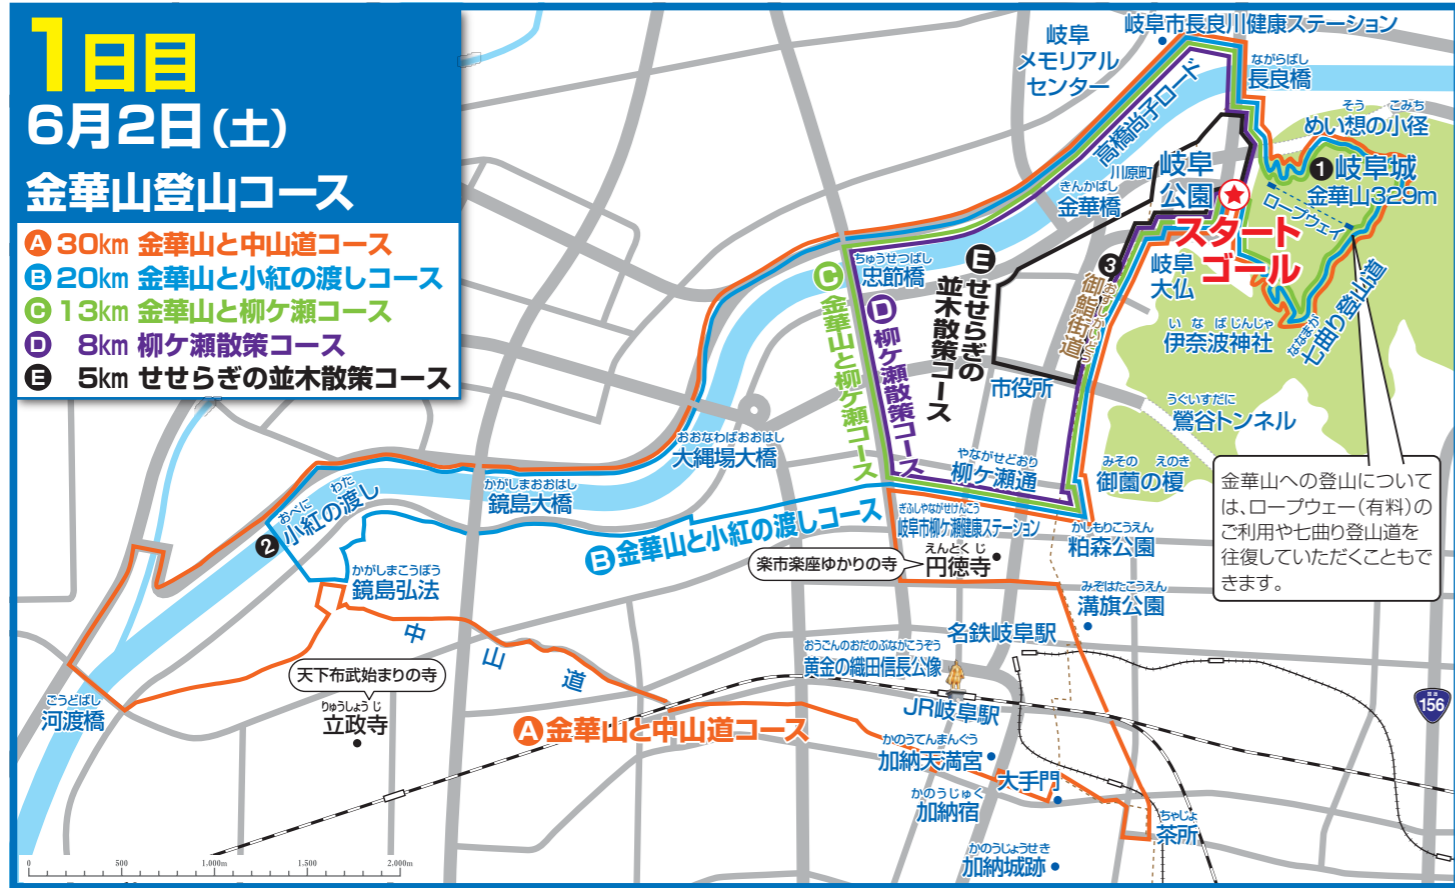 1日目
6月2日(土)
金華山登山コース
A 30km 金華山と中山道コース
B 20km 金華山と小紅の渡しコース
C 13km 金華山と柳ケ瀬コース
D 8km 柳ケ瀬散策コース
E 5km せせらぎの並木散策コース
岐阜市長良川健康ステーション
岐阜
メモリアル
センター
ながらばし
長良橋
高橋尚子ロード
そう こみち
めい想の小径
1 岐阜城
金華山329m
ロープウェイ
川原町
岐阜
公園
きんかばし
金華橋
スタート
ゴール
岐阜
大仏
3
おすしかいどう
御鮨街道
いなばじんじゃ
伊奈波神社
ななまが
七曲り登山道
ちゅうせつばし
忠節橋
C 金華山と柳ケ瀬コース
D 柳ケ瀬散策コース
E せせらぎの
並木散策コース
市役所
うぐいすだに
鶯谷トンネル
おおなわばおおはし
大縄場大橋
やながせどおり
柳ケ瀬通
みその えのき
御薗の榎
金華山への登山について
は、ロープウェー(有料)の
ご利用や七曲り登山道を
往復していただくこともで
きます。
かがしまおおはし
鏡島大橋
おべに わた
2 小紅の渡し
B 金華山と小紅の渡しコース
ぎふしやながせけんこう
岐阜市柳ケ瀬健康ステーション
かしもりこうえん
粕森公園
楽市楽座ゆかりの寺
えんとくじ
円徳寺
かがしまこうぼう
鏡島弘法
みぞはたこうえん
溝旗公園
中山道
名鉄岐阜駅
おうごんのおだのぶながこうぞう
黄金の織田信長公像
天下布武始まりの寺
りゅうしょうじ
立政寺
ごうどばし
河渡橋
JR岐阜駅
国道
156
A 金華山と中山道コース
かのうてんまんぐう
加納天満宮
大手門
かのうじゅく
加納宿
ちゃじょ
茶所
かのうじょうせき
加納城跡
0 500 1.000m 1.500 2.000m